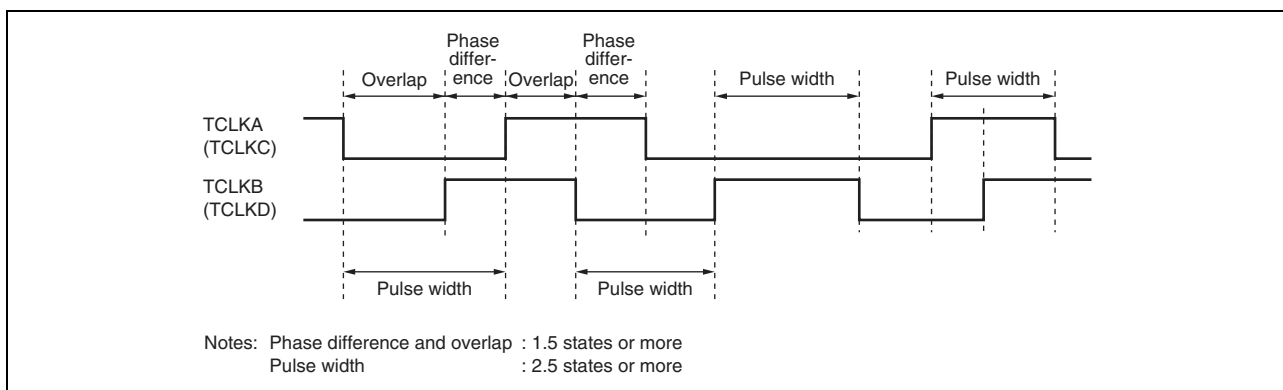 Phase
differ-
ence
Phase
differ-
ence
Overlap
Overlap
Pulse width
Pulse width
TCLKA
(TCLKC)
TCLKB
(TCLKD)
Pulse width
Pulse width
Notes: Phase difference and overlap : 1.5 states or more
Pulse width : 2.5 states or more